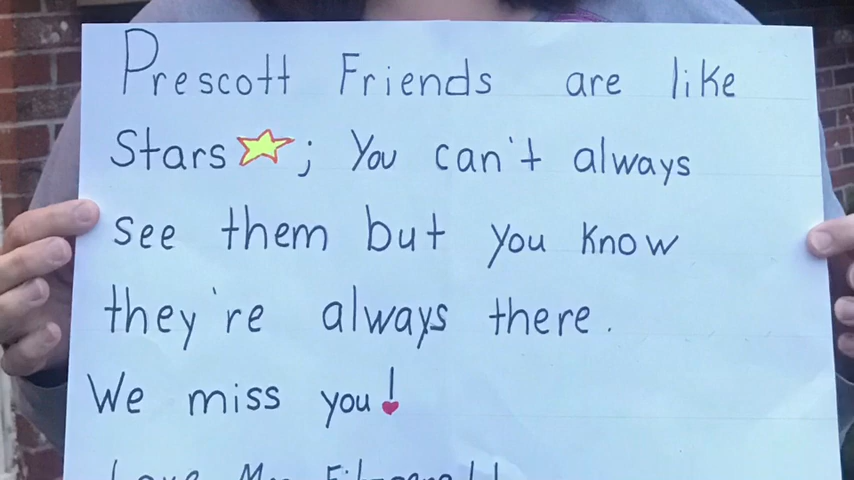 Prescott Friends are like
Stars ; You can't always
see them but you know
they're always there.
We miss you!
Love